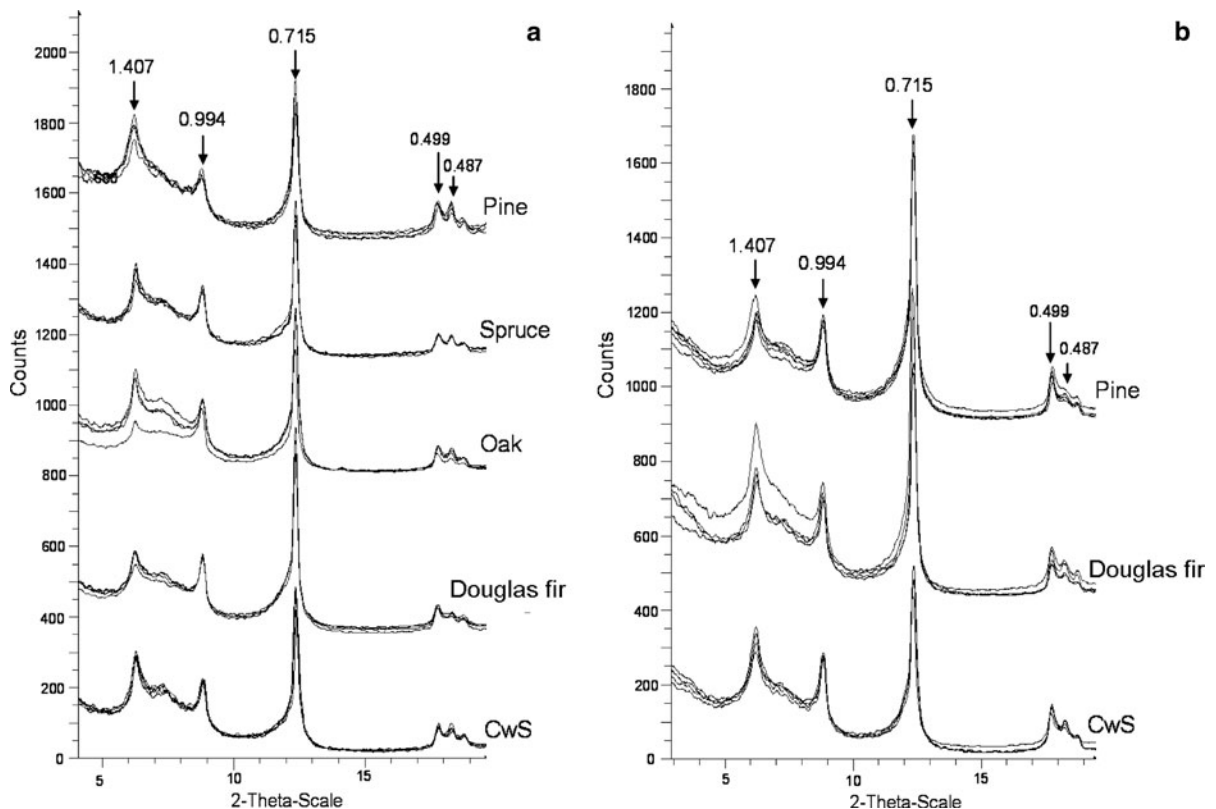 a
2000
1800
1600
1400
1200
1000
800
600
400
200
0
Counts
1.407
0.994
0.715
0.499
0.487
Pine
Spruce
Oak
Douglas fir
CwS
5
10
15
2-Theta-Scale
b
1800
1600
1400
1200
1000
800
600
400
200
0
Counts
1.407
0.994
0.715
0.499
0.487
Pine
Douglas fir
CwS
5
10
15
2-Theta-Scale